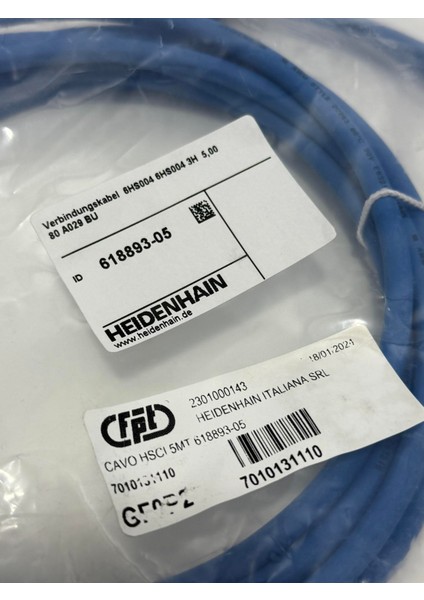 Verbindungskabel 6HS004 6HS004 3H 5,00
80 A029 BU
ID 618893-05
HEIDENHAIN
www.heidenhain.de
18/01/2024
fpt
2301000143
HEIDENHAIN ITALIANA SRL
CAVO HSCI 5MT 618893-05
7010131110
7010131110